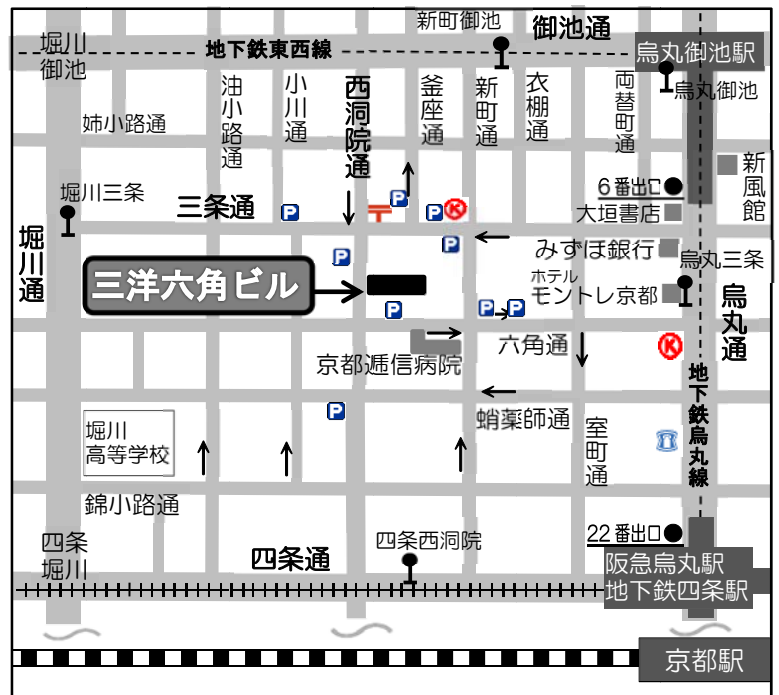 新町御池
御池通
堀川
御池
地下鉄東西線
烏丸御池駅
烏丸御池
油小路通
小川通
西洞院通
釜座通
新町通
衣棚通
両替町通
姉小路通
新風館
6番出口
堀川三条
三条通
P
〒
P
P
K
大垣書店
堀川通
P
P
みずほ銀行
烏丸三条
三洋六角ビル
ホテル
モントレ京都
烏丸通
P
P
P
六角通
K
京都逓信病院
地下鉄烏丸線
P
蛸薬師通
堀川
高等学校
室町通
錦小路通
22番出口
四条
堀川
四条通
四条西洞院
阪急烏丸駅
地下鉄四条駅
京都駅